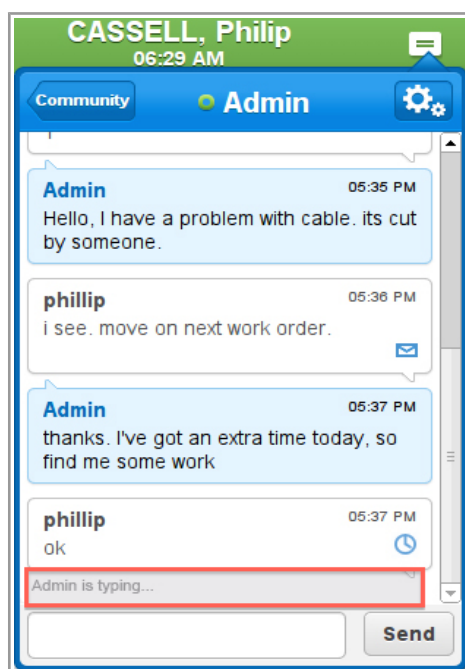 CASSELL, Philip
06:29 AM
Community
Admin
Admin 05:35 PM
Hello, I have a problem with cable. its cut
by someone.
phillip 05:36 PM
i see. move on next work order.
Admin 05:37 PM
thanks. I've got an extra time today, so
find me some work
phillip 05:37 PM
ok
Admin is typing...
Send